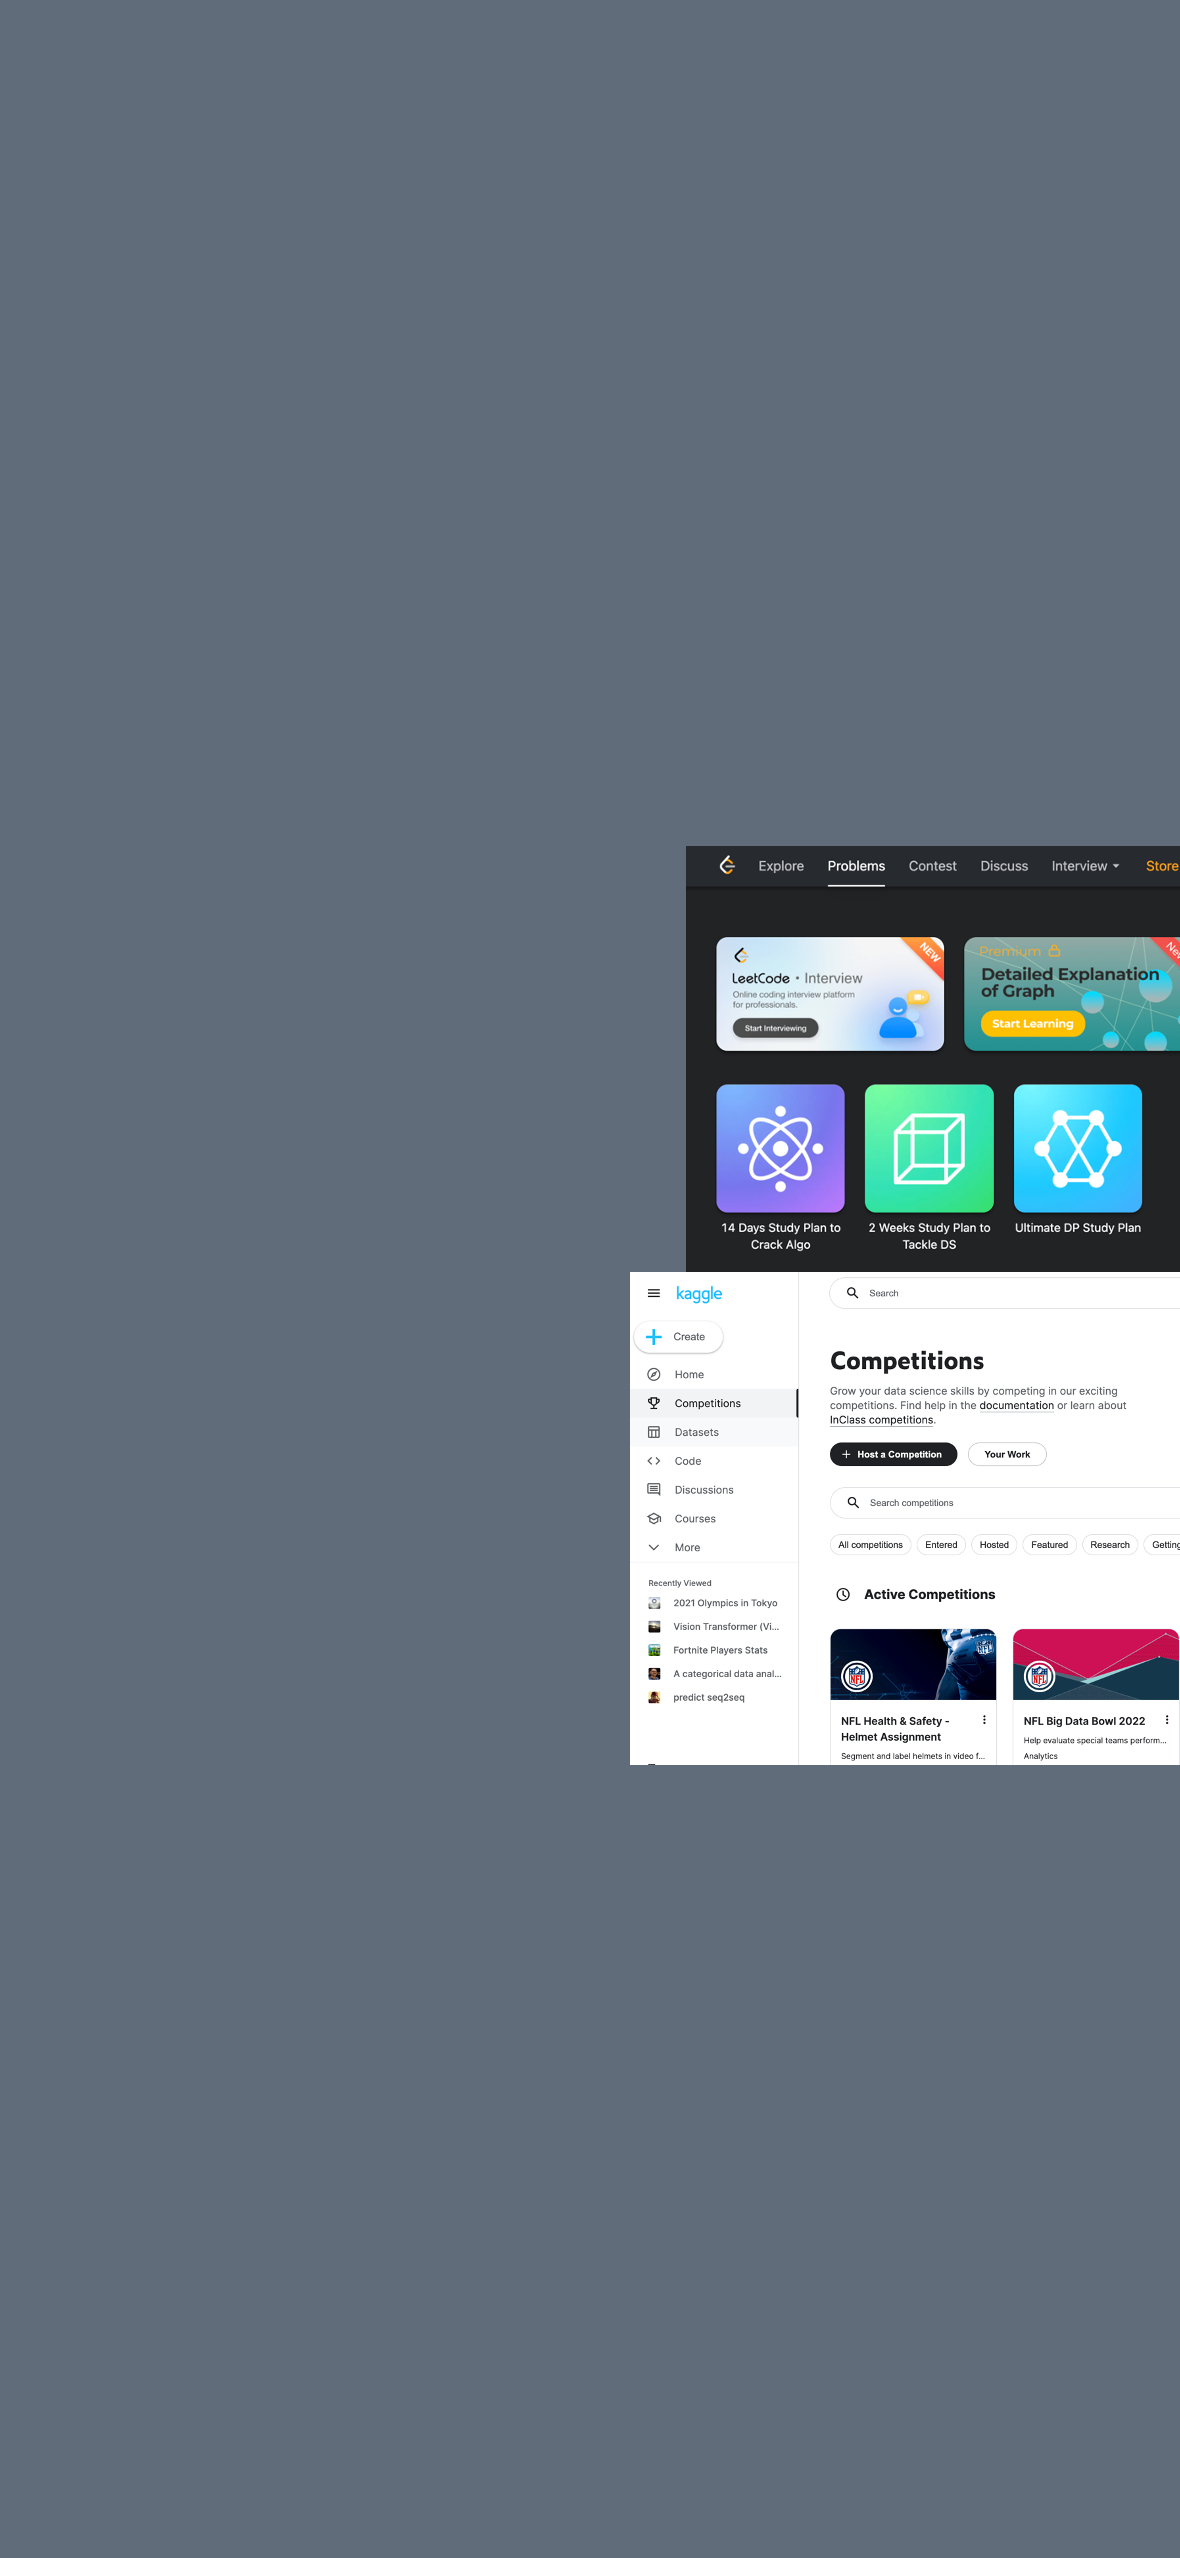 Explore Problems Contest Discuss Interview Store
NEW
LeetCode • Interview
Online coding interview platform
for professionals.
Start Interviewing
Premium
New
Detailed Explanation
of Graph
Start Learning
14 Days Study Plan to
Crack Algo
2 Weeks Study Plan to
Tackle DS
Ultimate DP Study Plan
kaggle
Search
Create
Home
Competitions
Datasets
Code
Discussions
Courses
More
Recently Viewed
2021 Olympics in Tokyo
Vision Transformer (Vi...
Fortnite Players Stats
A categorical data anal...
predict seq2seq
Competitions
Grow your data science skills by competing in our exciting
competitions. Find help in the documentation or learn about
InClass competitions.
+ Host a Competition
Your Work
Search competitions
All competitions Entered Hosted Featured Research Getting
Active Competitions
NFL
NFL
NFL Health & Safety -
Helmet Assignment
Segment and label helmets in video f...
NFL
NFL Big Data Bowl 2022
Help evaluate special teams perform...
Analytics